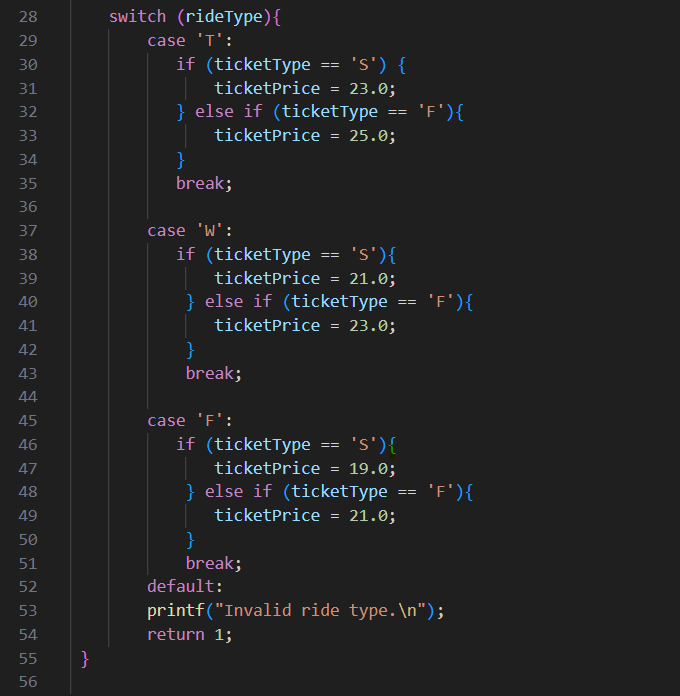 28 switch (rideType){
29 case 'T':
30 if (ticketType == 'S') {
31 ticketPrice = 23.0;
32 } else if (ticketType == 'F'){
33 ticketPrice = 25.0;
34 }
35 break;
36
37 case 'W':
38 if (ticketType == 'S'){
39 ticketPrice = 21.0;
40 } else if (ticketType == 'F'){
41 ticketPrice = 23.0;
42 }
43 break;
44
45 case 'F':
46 if (ticketType == 'S'){
47 ticketPrice = 19.0;
48 } else if (ticketType == 'F'){
49 ticketPrice = 21.0;
50 }
51 break;
52 default:
53 printf("Invalid ride type.\n");
54 return 1;
55 }
56